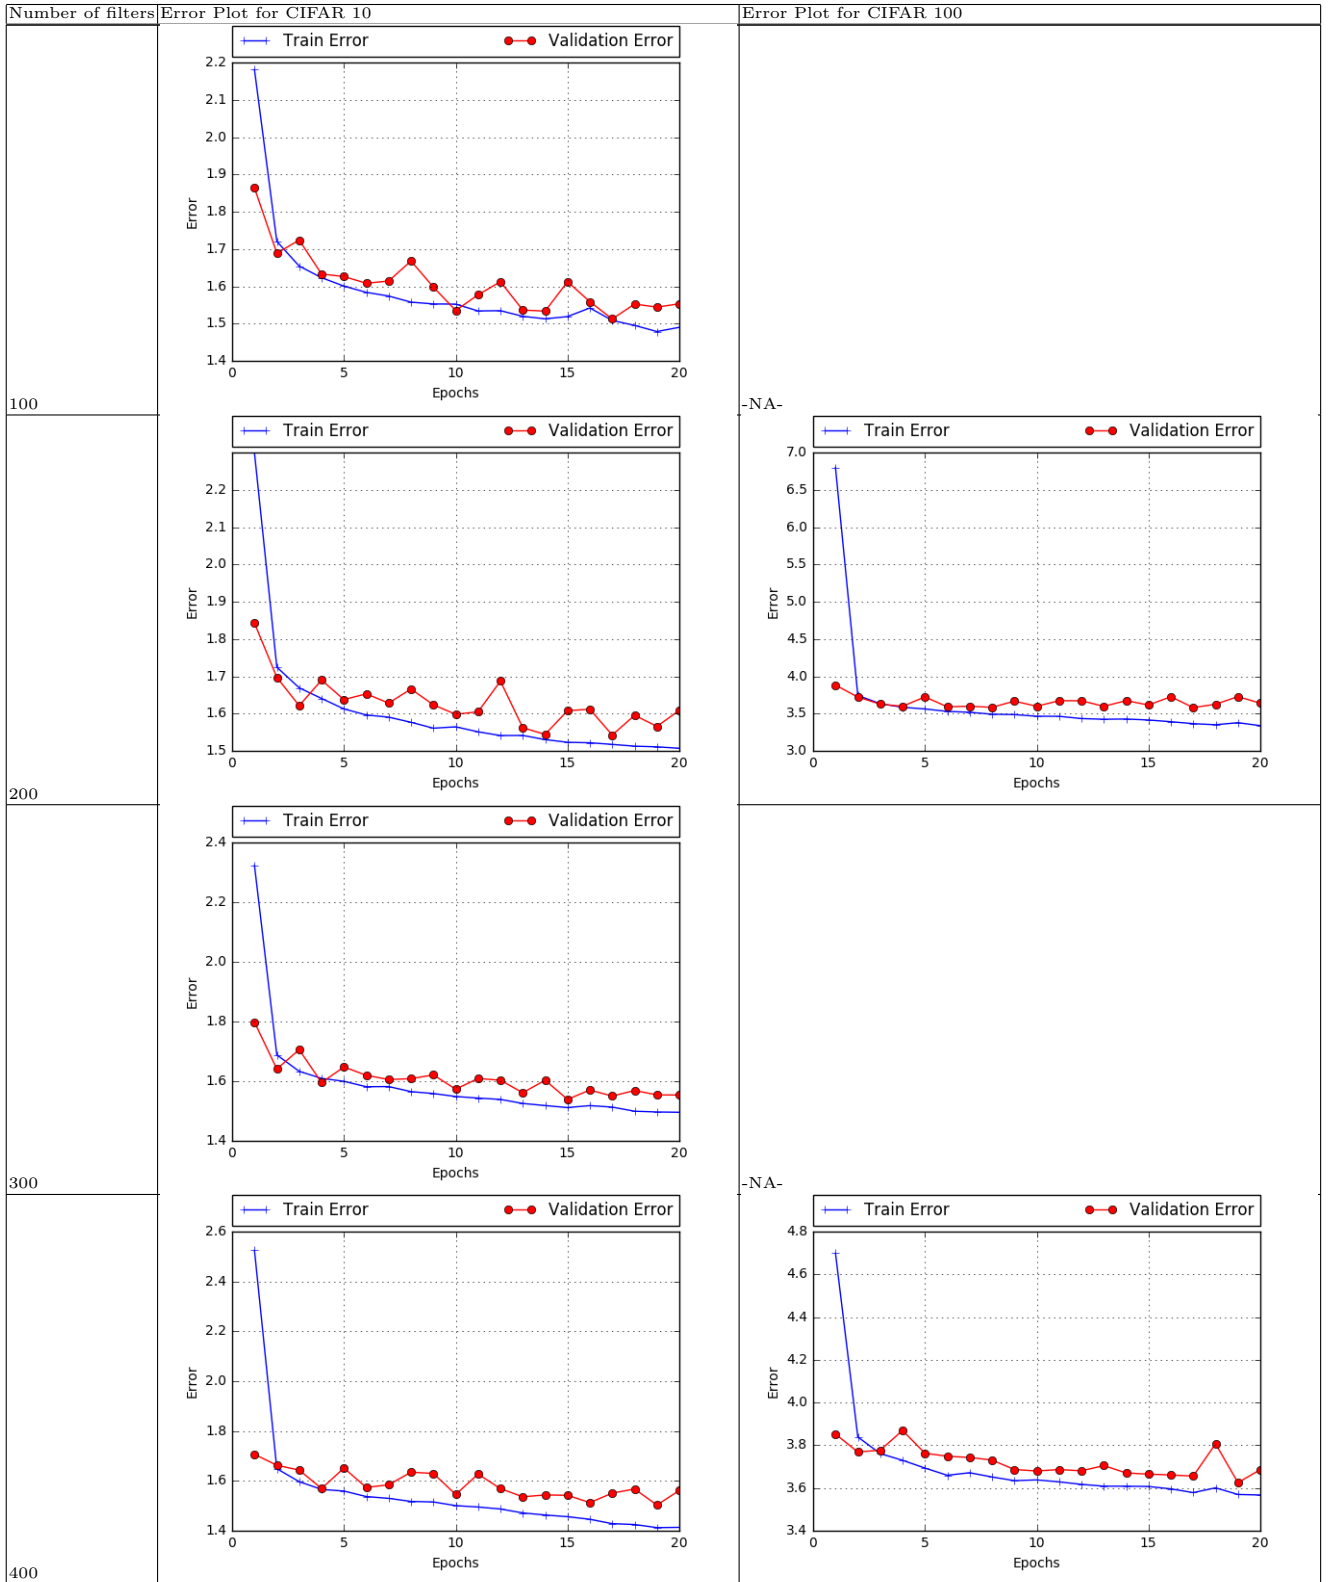 Number of filters Error Plot for CIFAR 10 Error Plot for CIFAR 100
Train Error Validation Error
2.2
2.1
2.0
1.9
1.8
1.7
1.6
1.5
1.4
Error
0 5 10 15 20
Epochs
100 -NA-
Train Error Validation Error
2.2
2.1
2.0
1.9
1.8
1.7
1.6
1.5
Error
0 5 10 15 20
Epochs
Train Error Validation Error
7.0
6.5
6.0
5.5
5.0
4.5
4.0
3.5
3.0
Error
0 5 10 15 20
Epochs
200
Train Error Validation Error
2.4
2.2
2.0
1.8
1.6
1.4
Error
0 5 10 15 20
Epochs
300 -NA-
Train Error Validation Error
2.6
2.4
2.2
2.0
1.8
1.6
1.4
Error
0 5 10 15 20
Epochs
Train Error Validation Error
4.8
4.6
4.4
4.2
4.0
3.8
3.6
3.4
Error
0 5 10 15 20
Epochs
400